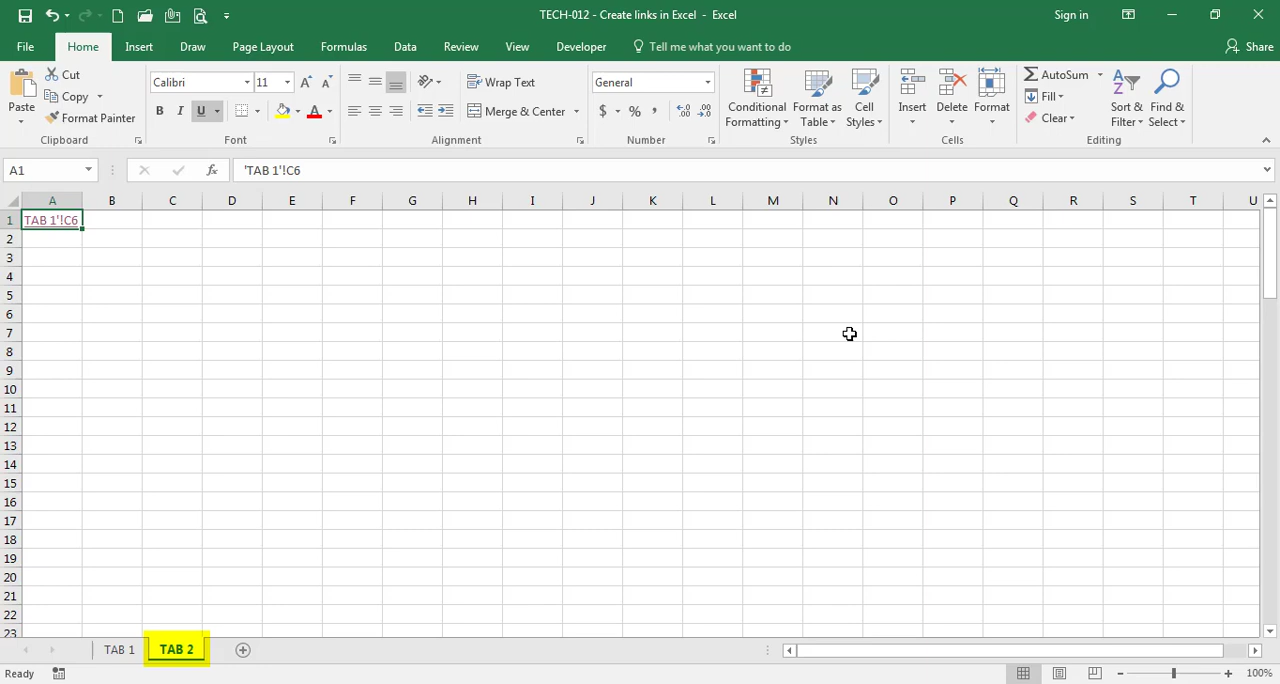 TECH-012 - Create links in Excel - Excel
Sign in
File Home Insert Draw Page Layout Formulas Data Review View Developer Tell me what you want to do Share
Paste
Cut
Copy
Format Painter
Clipboard
Calibri 11
B I U
Font
Wrap Text
Merge & Center
Alignment
General
$ % ,
Number
Conditional Formatting
Format as Table
Cell Styles
Styles
Insert
Delete
Format
Cells
AutoSum
Fill
Clear
Sort & Filter
Find & Select
Editing
A1 fx 'TAB 1'!C6
A B C D E F G H I J K L M N O P Q R S T U
1 TAB 1'!C6
2
3
4
5
6
7
8
9
10
11
12
13
14
15
16
17
18
19
20
21
22
23
TAB 1 TAB 2
Ready 100%